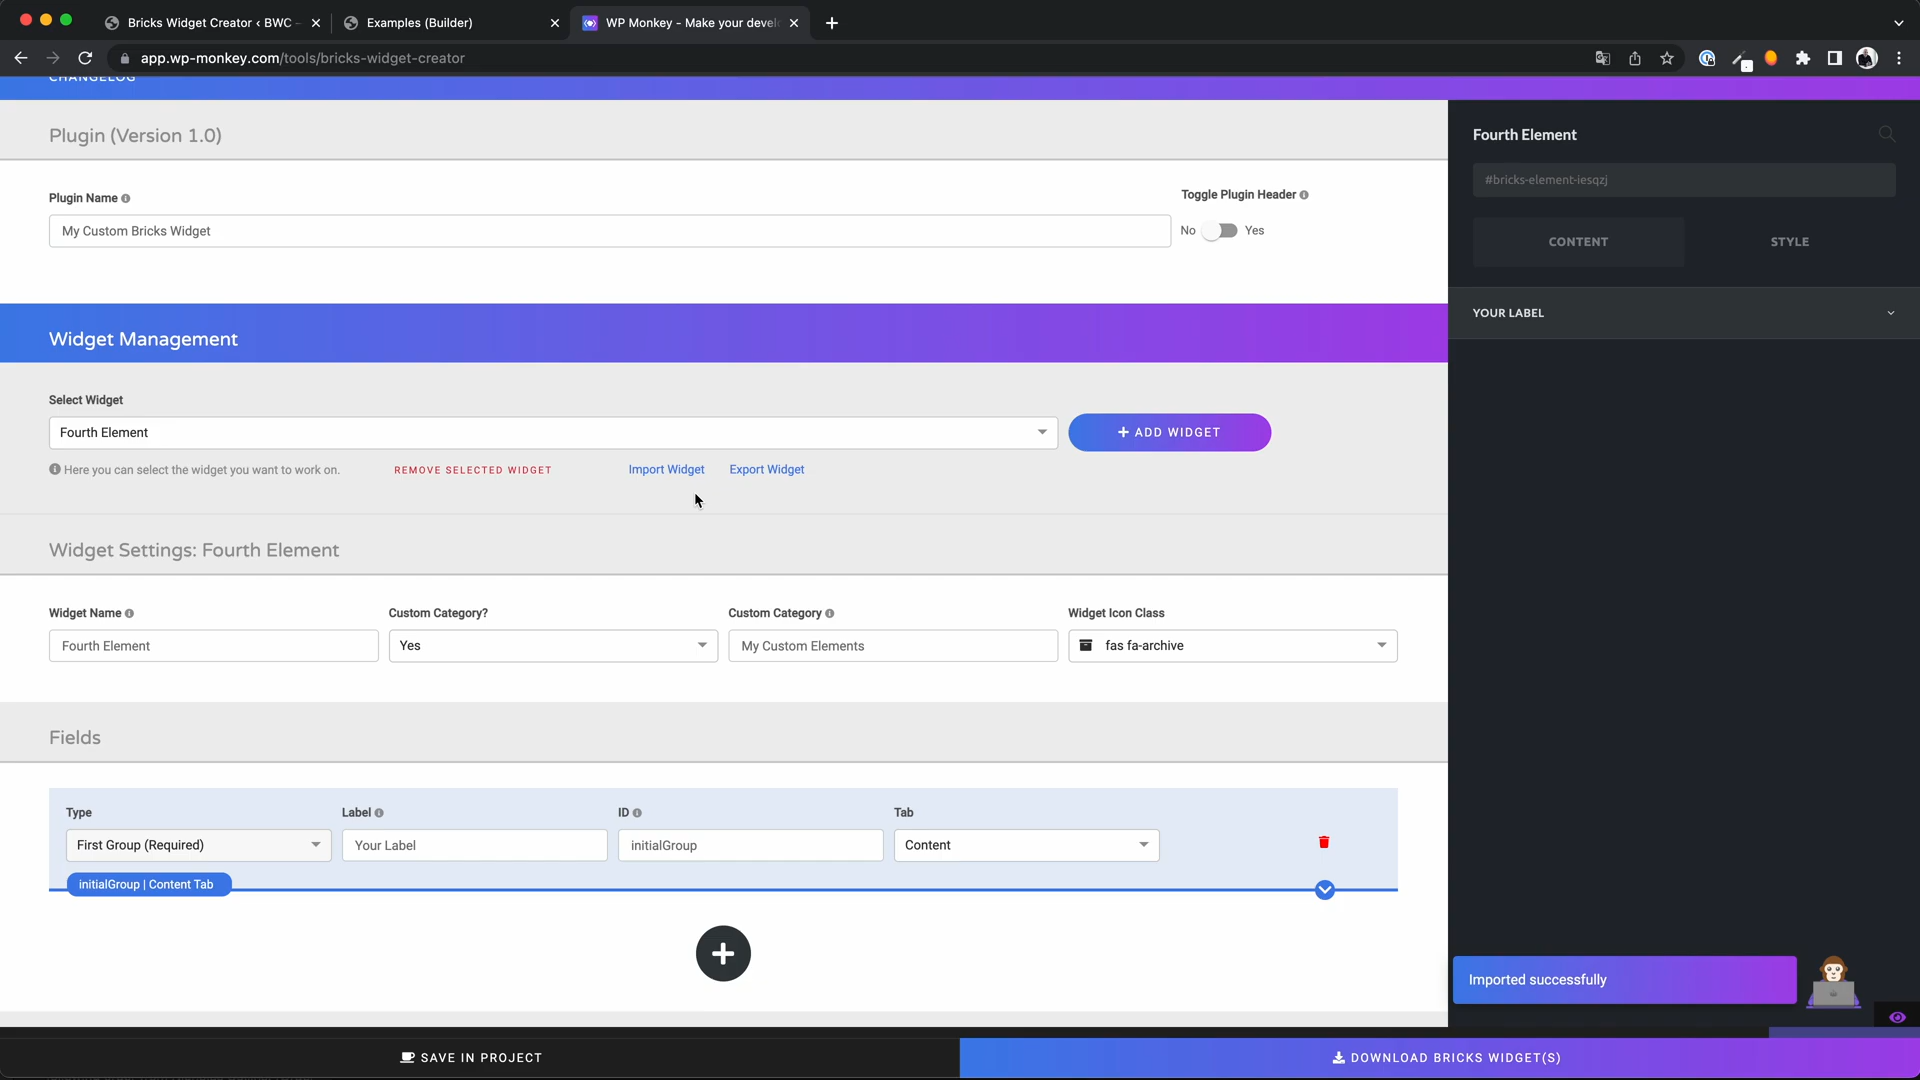 Bricks Widget Creator ‹ BWC –
Examples (Builder)
WP Monkey - Make your devel
app.wp-monkey.com/tools/bricks-widget-creator
CHANGELOG
Plugin (Version 1.0)
Plugin Name
My Custom Bricks Widget
Toggle Plugin Header
No Yes
Widget Management
Select Widget
Fourth Element
+ ADD WIDGET
Here you can select the widget you want to work on.
REMOVE SELECTED WIDGET
Import Widget
Export Widget
Widget Settings: Fourth Element
Widget Name
Fourth Element
Custom Category?
Yes
Custom Category
My Custom Elements
Widget Icon Class
fas fa-archive
Fields
Type
First Group (Required)
Label
Your Label
ID
initialGroup
Tab
Content
initialGroup | Content Tab
Fourth Element
#bricks-element-iesqzj
CONTENT
STYLE
YOUR LABEL
Imported successfully
SAVE IN PROJECT
DOWNLOAD BRICKS WIDGET(S)